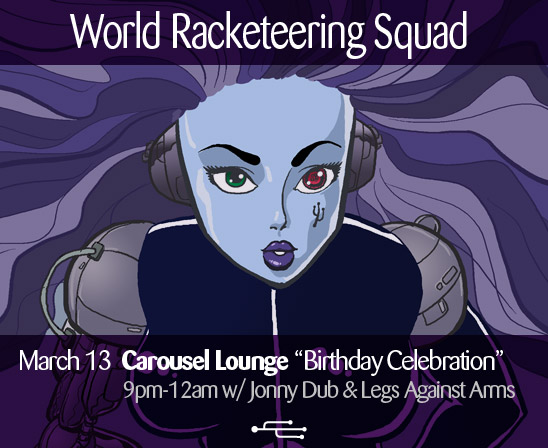 World Racketeering Squad
March 13 Carousel Lounge “Birthday Celebration”
9pm-12am w/ Jonny Dub & Legs Against Arms